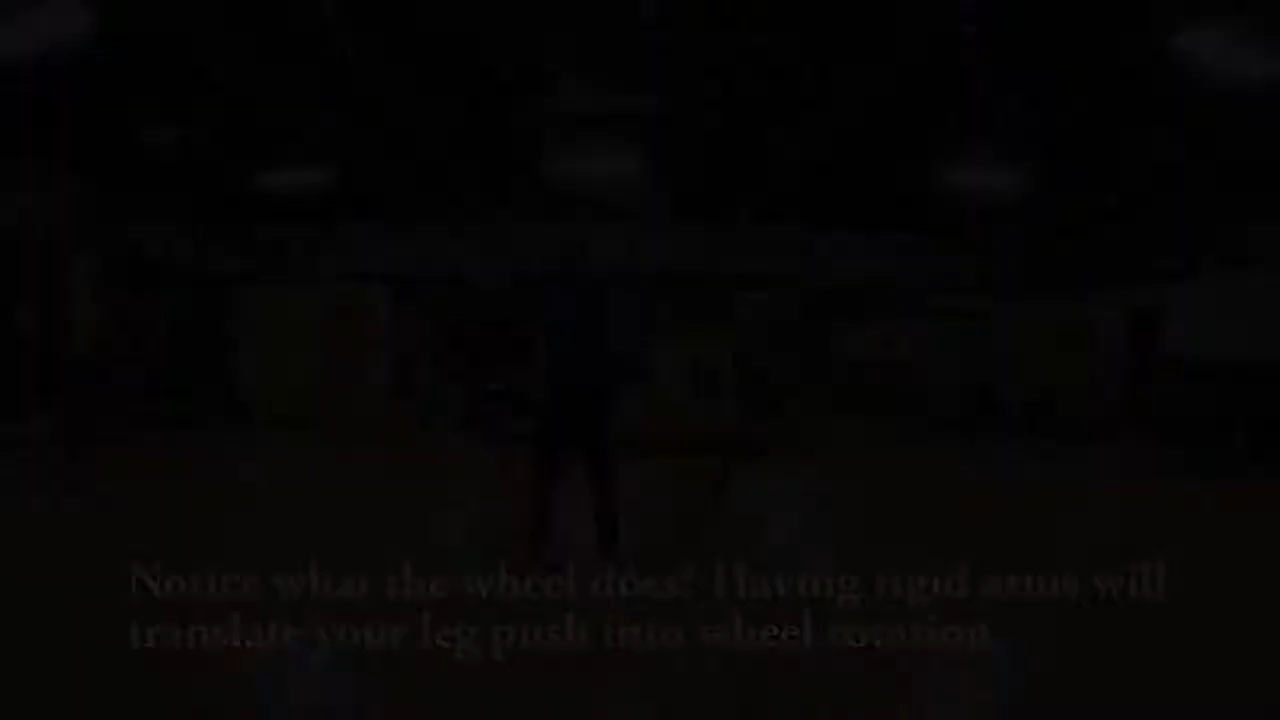 Notice what the wheel does? Having rigid arms will
translate your leg push into wheel rotation.